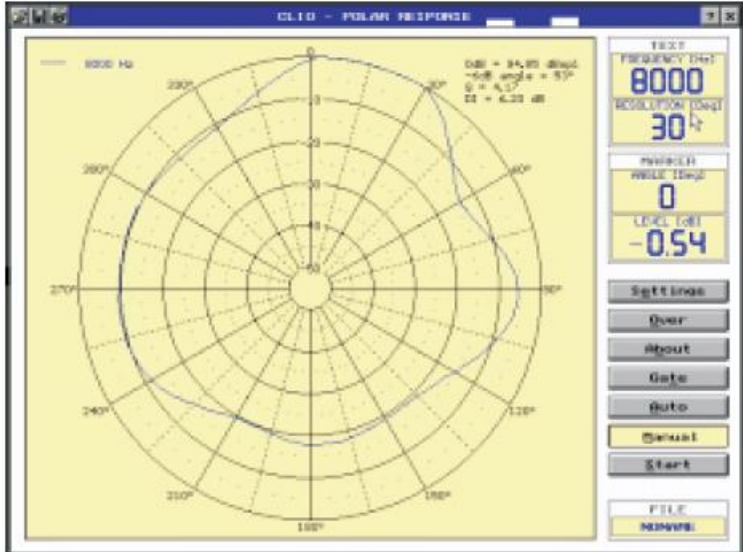 CLIO - POLAR RESPONSE
? X
8000 Hz
0dB = 94.85 dBspl
-6dB angle = 53°
Q = 4.17
DI = 6.20 dB
0
30°
60°
90°
120°
150°
180°
210°
240°
270°
300°
330°
-10
-20
-30
-40
-50
TEXT
FREQUENCY [Hz]
8000
RESOLUTION [Deg]
30
MARKER
ANGLE [Deg]
0
LEVEL [dB]
-0.54
Settings
Over
About
Gate
Auto
Manual
Start
FILE
NONAME